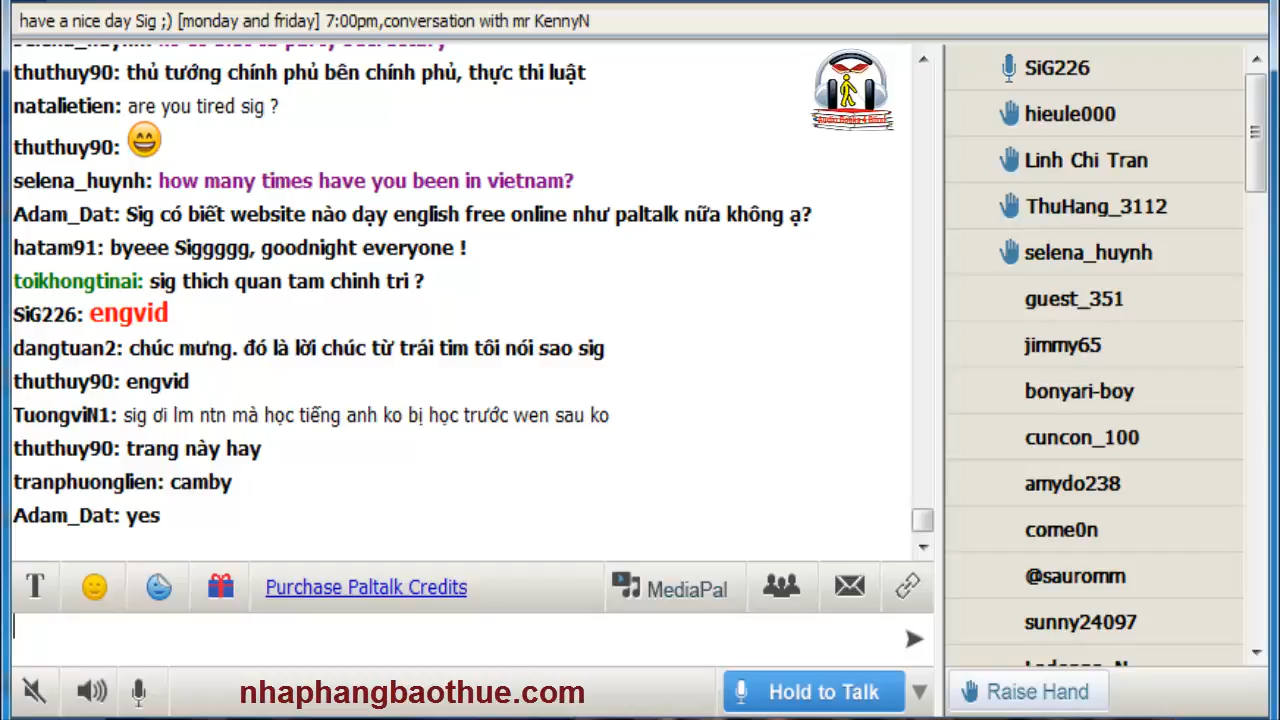 have a nice day Sig ;) [monday and friday] 7:00pm,conversation with mr KennyN
thuthuy90: thủ tướng chính phủ bên chính phủ, thực thi luật
natalietien: are you tired sig ?
thuthuy90:
selena_huynh: how many times have you been in vietnam?
Adam_Dat: Sig có biết website nào dạy english free online như paltalk nữa không ạ?
hatam91: byeee Siggggg, goodnight everyone !
toikhongtinai: sig thich quan tam chinh tri ?
SiG226: engvid
dangtuan2: chúc mưng. đó là lời chúc từ trái tim tôi nói sao sig
thuthuy90: engvid
TuongviN1: sig ơi lm ntn mà học tiếng anh ko bị học trước wen sau ko
thuthuy90: trang này hay
tranphuonglien: camby
Adam_Dat: yes
Audio Books 4 Blind
SiG226
hieule000
Linh Chi Tran
ThuHang_3112
selena_huynh
guest_351
jimmy65
bonyari-boy
cuncon_100
amydo238
come0n
@sauromm
sunny24097
T
Purchase Paltalk Credits
MediaPal
nhaphangbaothue.com
Hold to Talk
Raise Hand